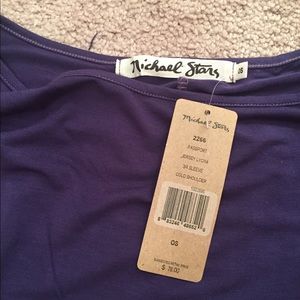 Michael Stars
OS
Michael Stars
2266
PASSPORT
JERSEY LYCRA
3/4 SLEEVE
COLD SHOULDER
OS
$ 78.00